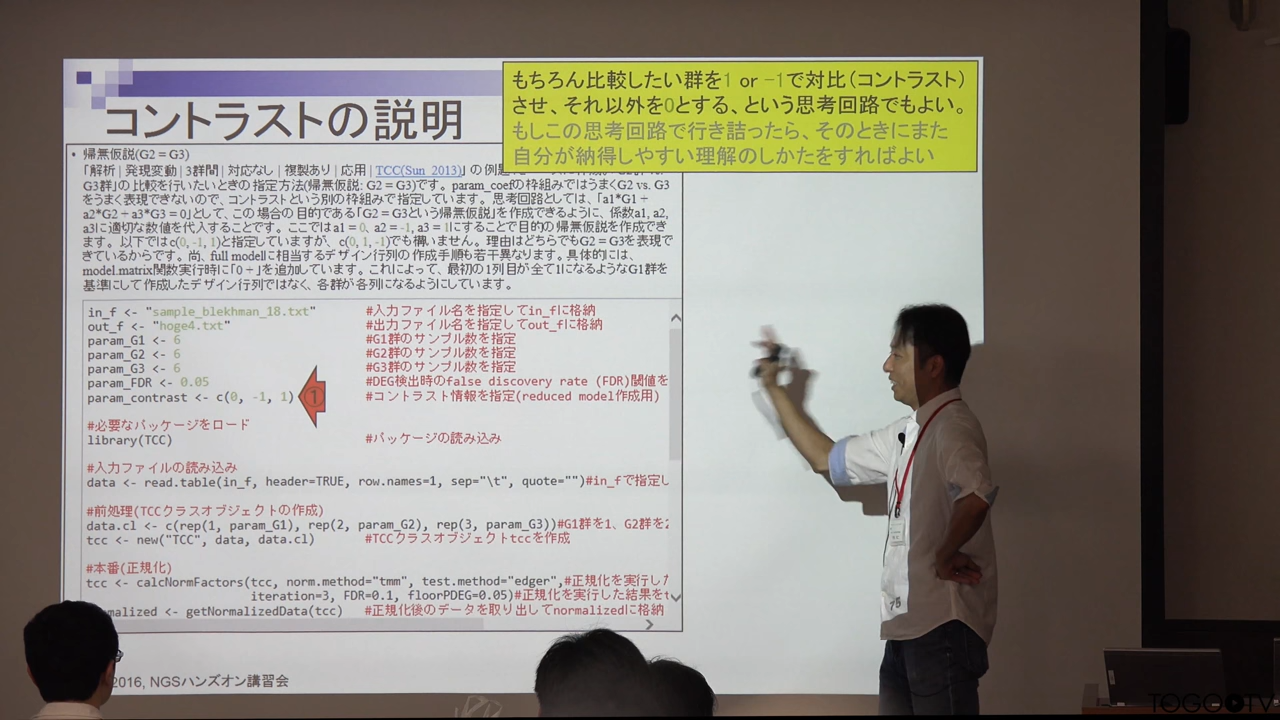 コントラストの説明
もちろん比較したい群を1 or -1で対比（コントラスト）
させ、それ以外を0とする、という思考回路でもよい。
もしこの思考回路で行き詰ったら、そのときにまた
自分が納得しやすい理解のしかたをすればよい
• 帰無仮説(G2 = G3)
「解析 | 発現変動 | 3群間 | 対応なし | 複製あり | 応用 | TCC(Sun_2013)」の例題
G3群」の比較を行いたいときの指定方法(帰無仮説: G2 = G3)です。param_coefの枠組みではうまくG2 vs. G3
をうまく表現できないので、コントラストという別の枠組みで指定しています。思考回路としては、「a1*G1 +
a2*G2 + a3*G3 = 0」として、この場合の目的である「G2 = G3という帰無仮説」を作成できるように、係数a1, a2,
a3に適切な数値を代入することです。ここではa1 = 0, a2 = -1, a3 = 1にすることで目的の帰無仮説を作成でき
ます。以下ではc(0, -1, 1)と指定していますが、c(0, 1, -1)でも構いません。理由はどちらでもG2 = G3を表現で
きているからです。尚、full modelに相当するデザイン行列の作成手順も若干異なります。具体的には、
model.matrix関数実行時に「0 +」を追加しています。これによって、最初の1列目が全て1になるようなG1群を
基準にして作成したデザイン行列ではなく、各群が各列になるようにしています。
in_f <- "sample_blekhman_18.txt" #入力ファイル名を指定してin_fに格納
out_f <- "hoge4.txt" #出力ファイル名を指定してout_fに格納
param_G1 <- 6 #G1群のサンプル数を指定
param_G2 <- 6 #G2群のサンプル数を指定
param_G3 <- 6 #G3群のサンプル数を指定
param_FDR <- 0.05 #DEG検出時のfalse discovery rate (FDR)閾値を
param_contrast <- c(0, -1, 1) ① #コントラスト情報を指定(reduced model作成用)
#必要なパッケージをロード
library(TCC) #パッケージの読み込み
#入力ファイルの読み込み
data <- read.table(in_f, header=TRUE, row.names=1, sep="\t", quote="")#in_fで指定し
#前処理(TCCクラスオブジェクトの作成)
data.cl <- c(rep(1, param_G1), rep(2, param_G2), rep(3, param_G3))#G1群を1、G2群を2
tcc <- new("TCC", data, data.cl) #TCCクラスオブジェクトtccを作成
#本番(正規化)
tcc <- calcNormFactors(tcc, norm.method="tmm", test.method="edger",#正規化を実行した
iteration=3, FDR=0.1, floorPDEG=0.05)#正規化を実行した結果をt
malized <- getNormalizedData(tcc) #正規化後のデータを取り出してnormalizedに格納
2016, NGSハンズオン講習会
75
TOGOTV